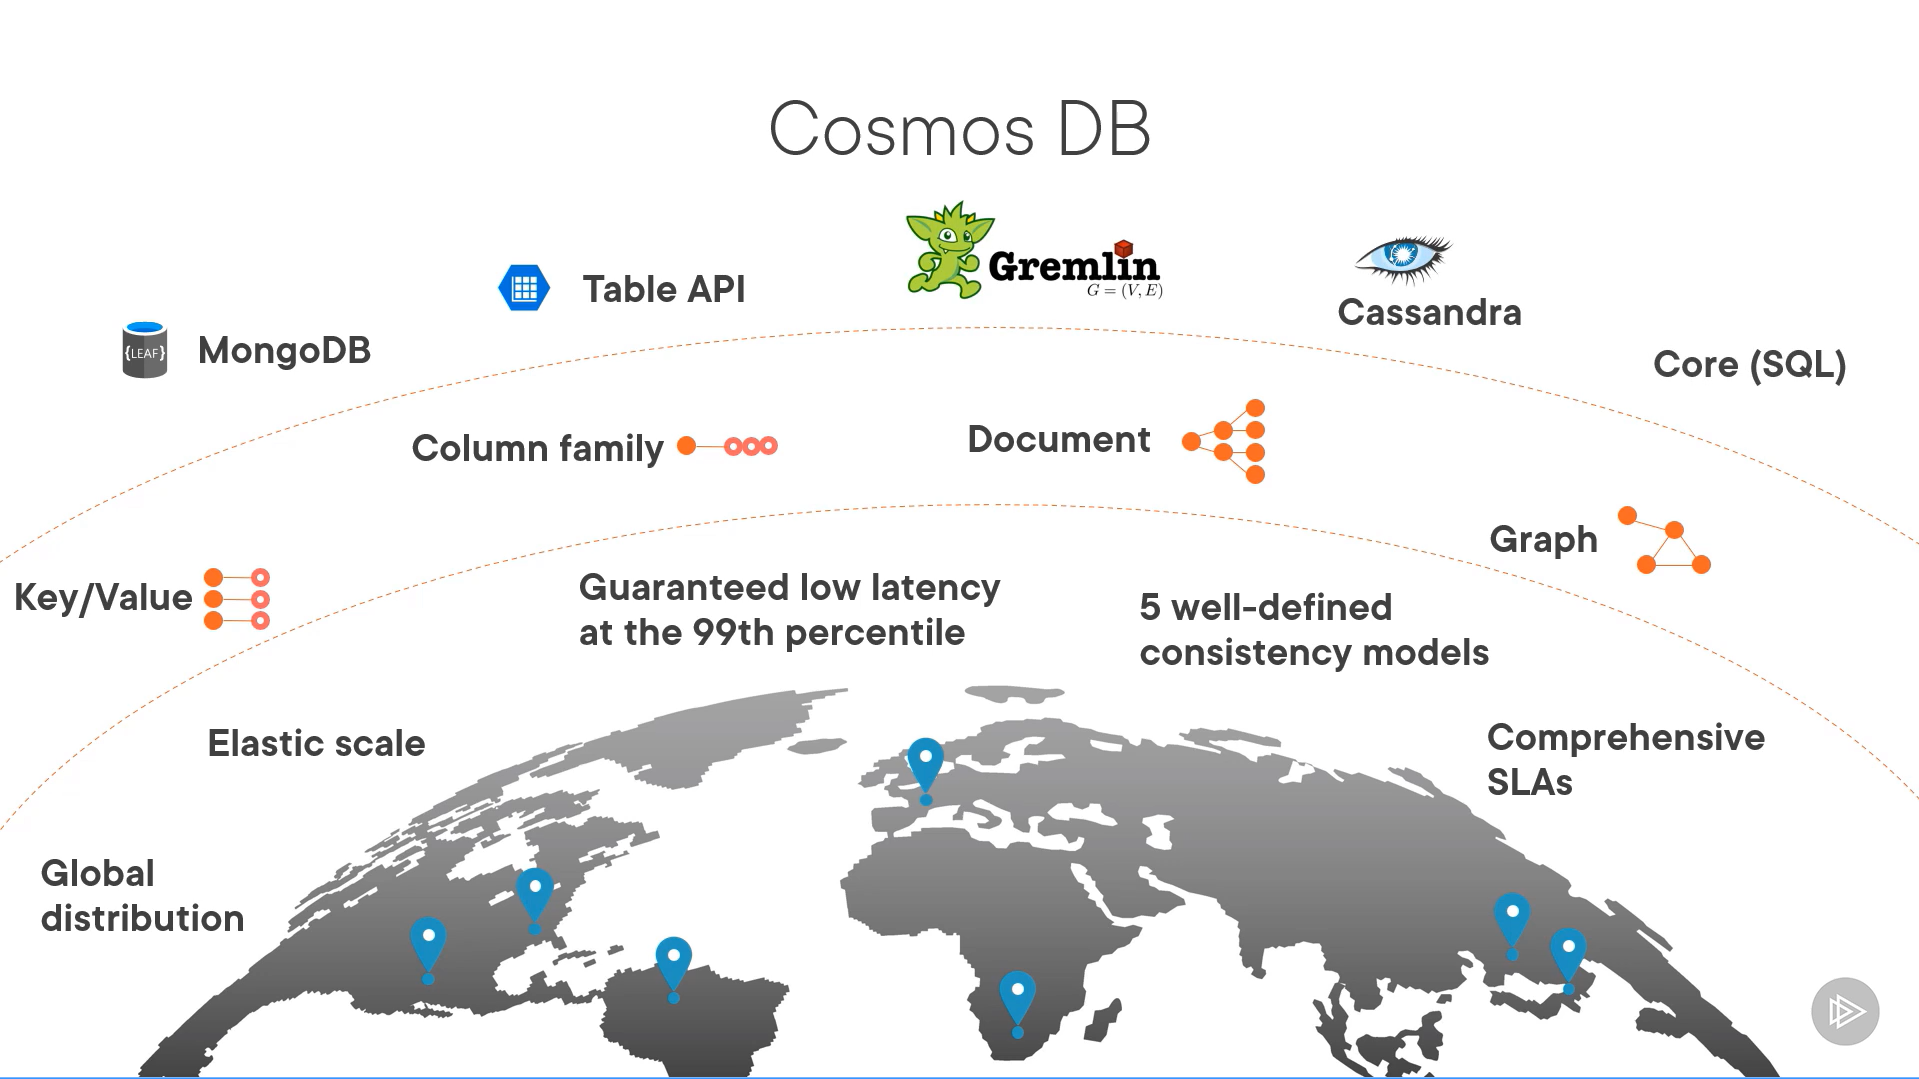 Cosmos DB
Gremlin
G = (V, E)
Table API
Cassandra
{LEAF}
MongoDB
Core (SQL)
Column family
Document
Graph
Key/Value
Guaranteed low latency
at the 99th percentile
5 well-defined
consistency models
Elastic scale
Comprehensive
SLAs
Global
distribution